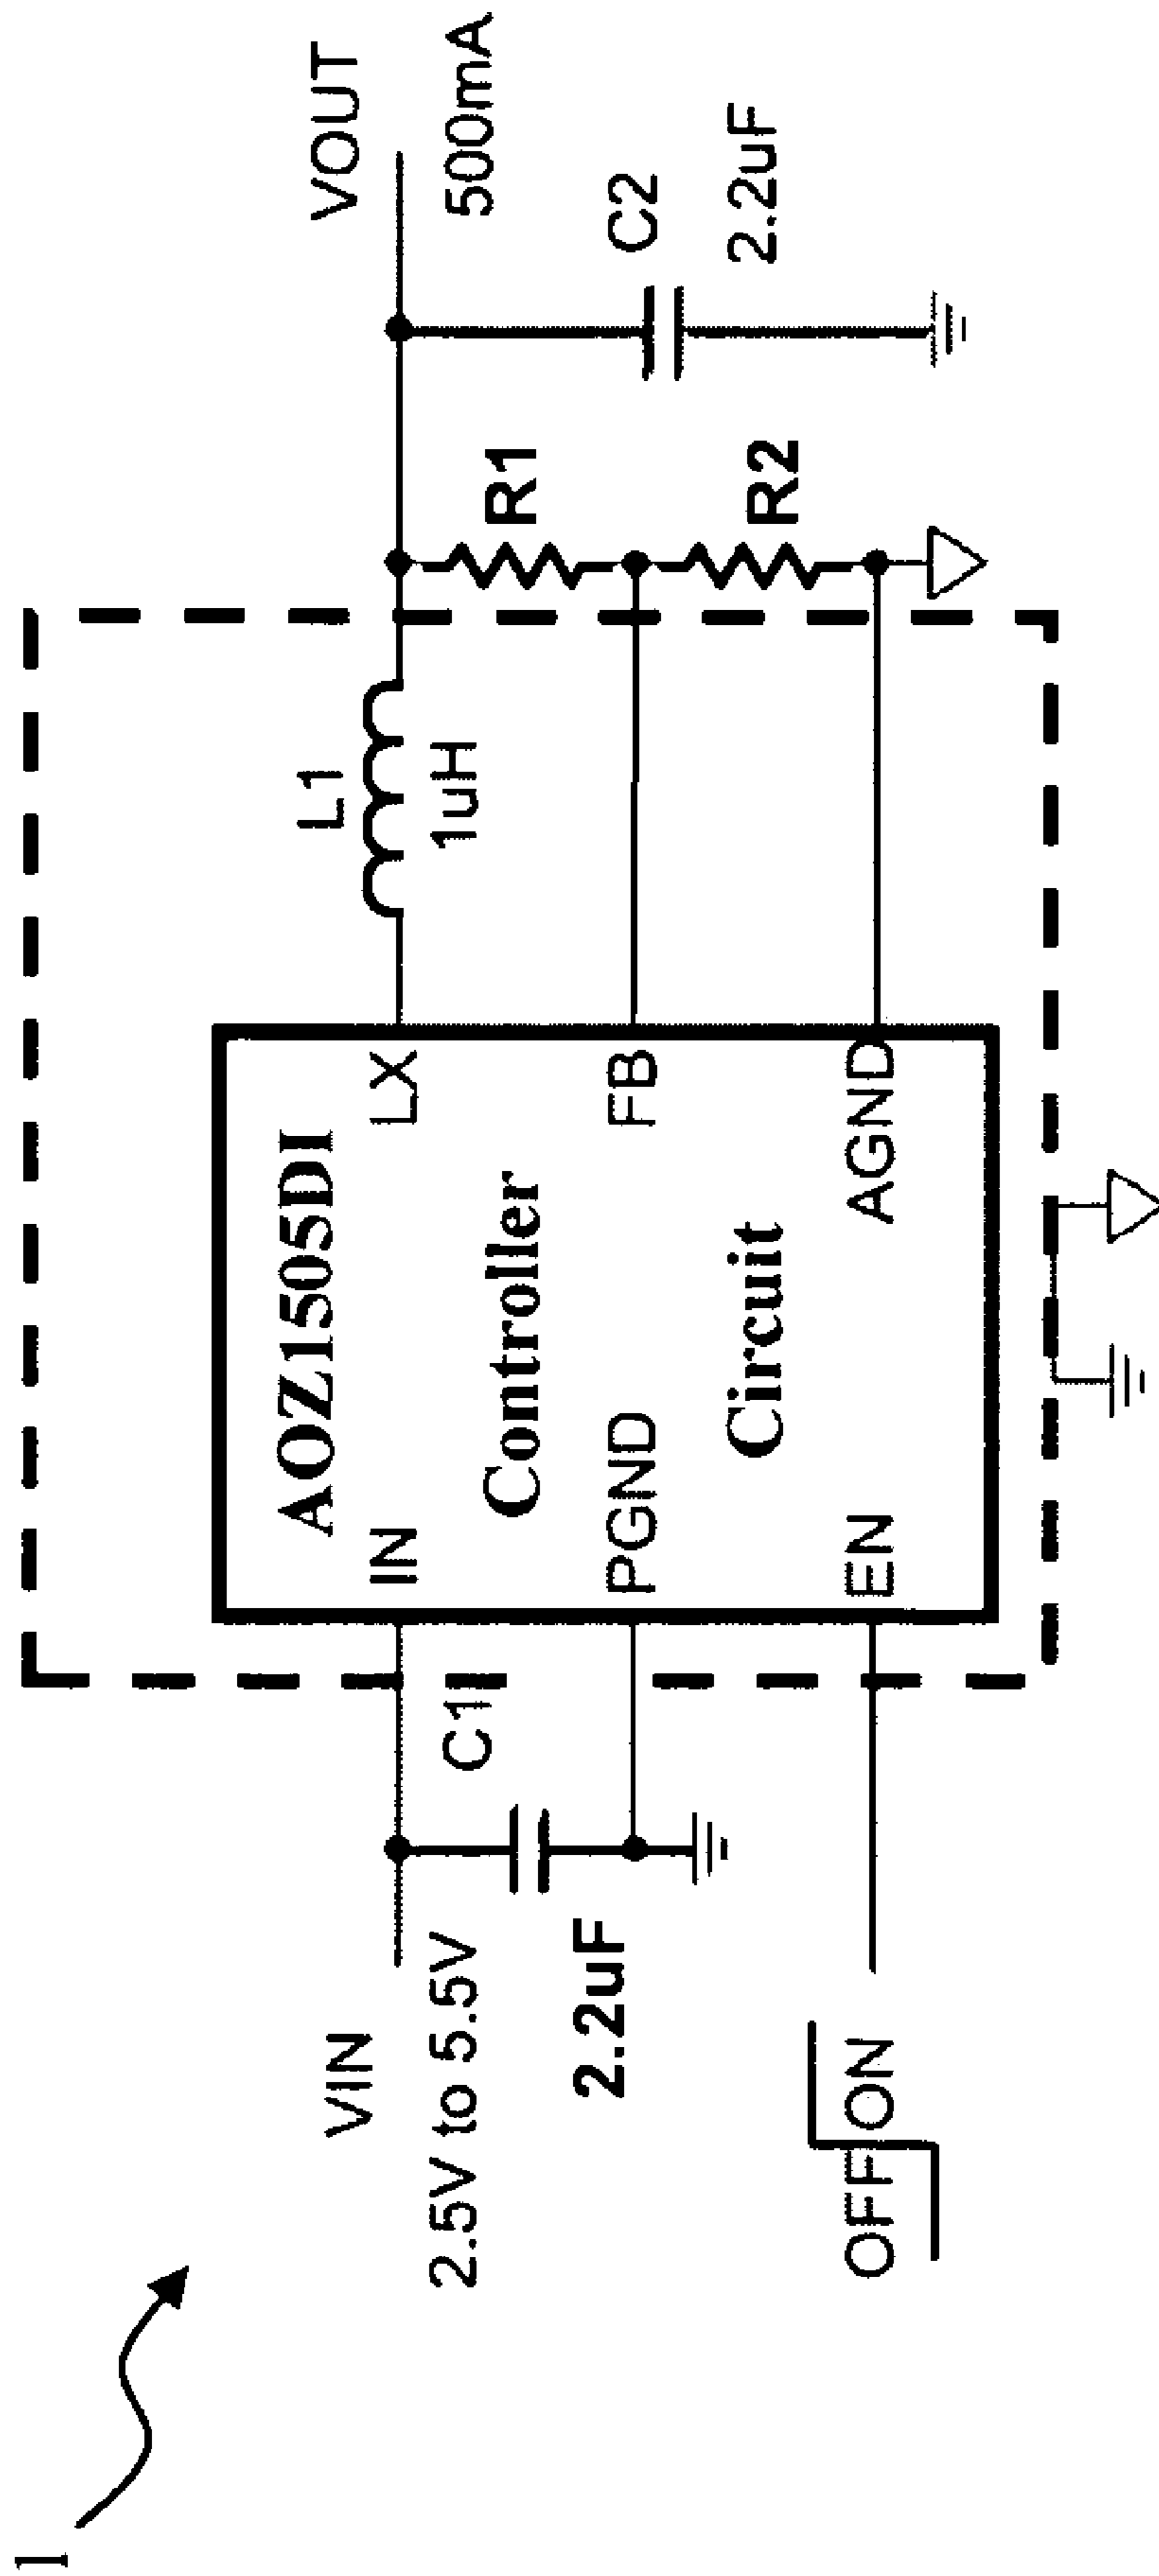 1
VIN
2.5V to 5.5V
C1
2.2uF
OFF ON
AOZ1505DI
Controller
Circuit
IN
PGND
EN
LX
FB
AGND
L1
1uH
R1
R2
VOUT
500mA
C2
2.2uF